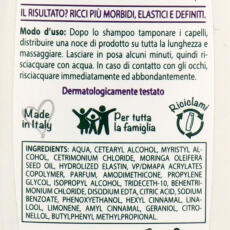 IL RISULTATO? RICCI PIÙ MORBIDI, ELASTICI E DEFINITI.
Modo d'uso: Dopo lo shampoo tamponare i capelli,
distribuire una noce di prodotto su tutta la lunghezza e
massaggiare. Lasciare in posa alcuni minuti, quindi ri-
sciacquare con acqua. In caso di contatto con gli occhi,
risciacquare immediatamente ed abbondantemente.
Dermatologicamente testato
Made
in Italy
Per tutta
la famiglia
Riciclami
INGREDIENTS: AQUA, CETEARYL ALCOHOL, MYRISTYL AL-
COHOL, CETRIMONIUM CHLORIDE, MORINGA OLEIFERA
SEED OIL, HYDROLIZED ELASTIN, VP/DMAPA ACRYLATES
COPOLYMER, PARFUM, AMODIMETHICONE, PROPYLENE
GLYCOL, ISOPROPYL ALCOHOL, TRIDECETH-10, BEHENTRI-
MONIUM CHLORIDE, DISODIUM EDTA, CITRIC ACID, SODIUM
BENZOATE, PHENOXYETHANOL, HEXYL CINNAMAL, LINA-
LOOL, LIMONENE, AMYL CINNAMAL, GERANIOL, CITRO-
NELLOL, BUTYLPHENYL METHYLPROPIONAL.